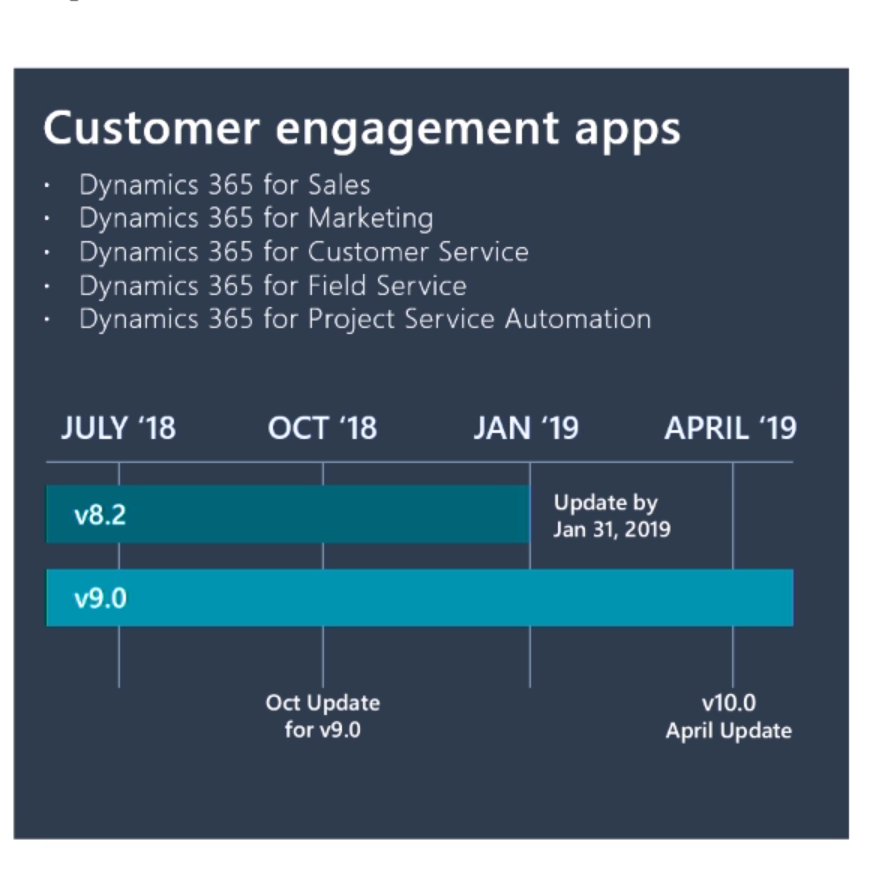 Customer engagement apps
· Dynamics 365 for Sales
· Dynamics 365 for Marketing
· Dynamics 365 for Customer Service
· Dynamics 365 for Field Service
· Dynamics 365 for Project Service Automation
JULY ‘18 OCT ‘18 JAN ‘19 APRIL ‘19
v8.2
Update by
Jan 31, 2019
v9.0
Oct Update
for v9.0
v10.0
April Update